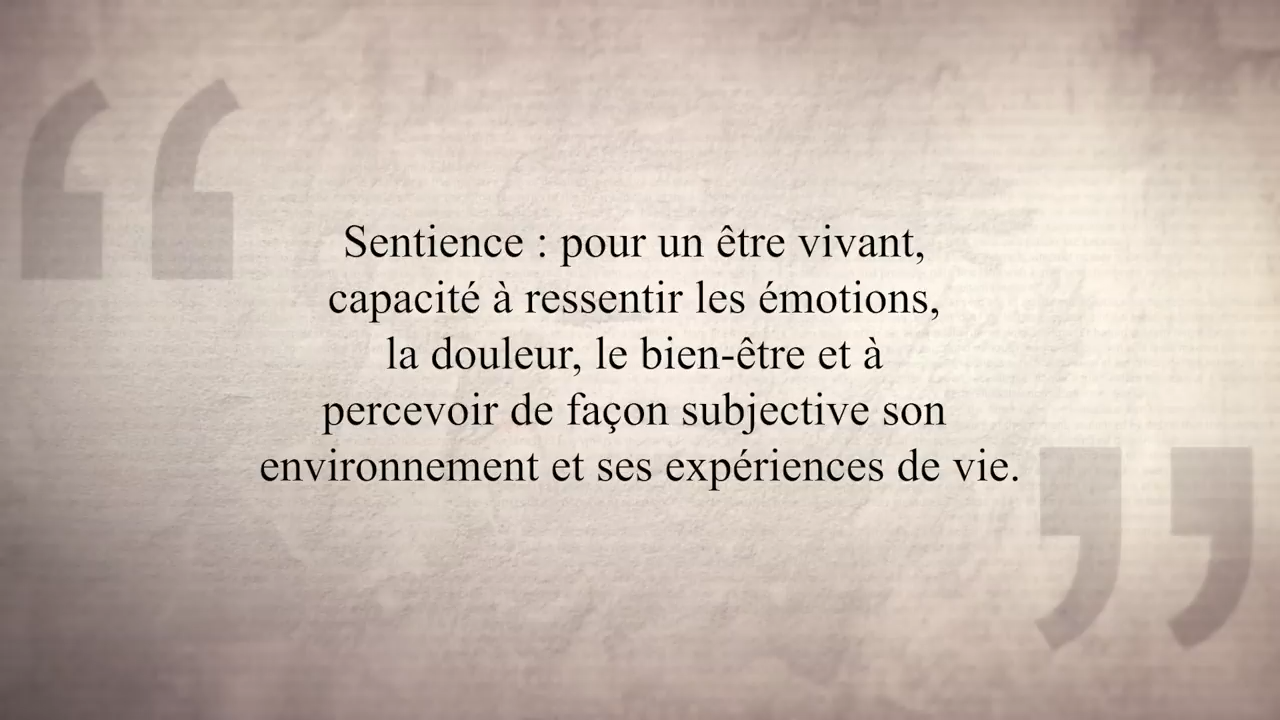 Sentience : pour un être vivant,
capacité à ressentir les émotions,
la douleur, le bien-être et à
percevoir de façon subjective son
environnement et ses expériences de vie.